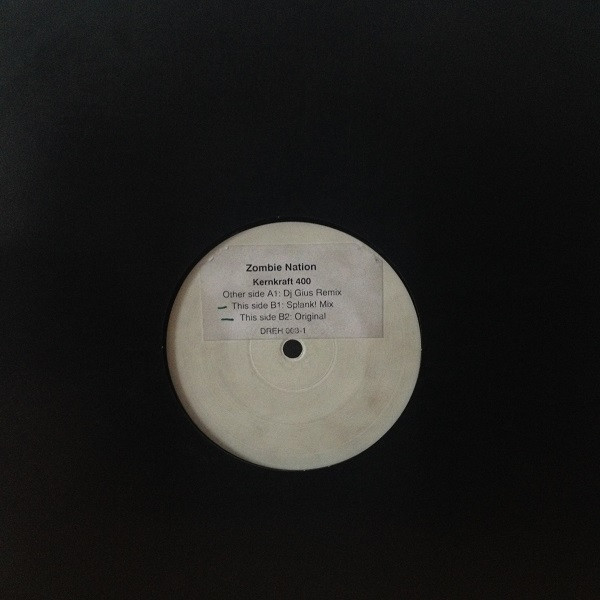 Zombie Nation
Kernkraft 400
Other side A1: Dj Gius Remix
This side B1: Splank! Mix
This side B2: Original
DREH 003-1